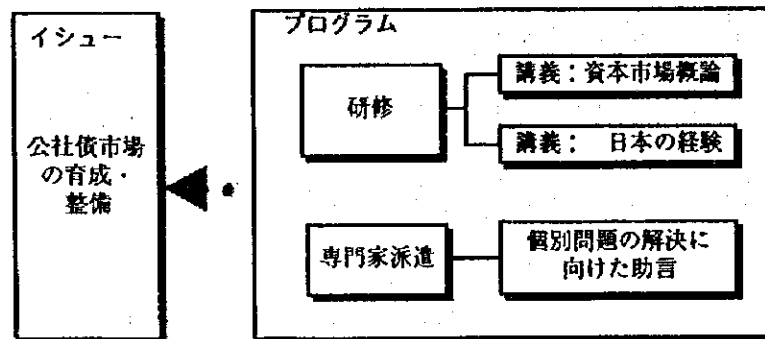 イシュー
公社債市場
の育成・
整備
プログラム
研修
講義：資本市場概論
講義：　日本の経験
専門家派遣
個別問題の解決に
向けた助言